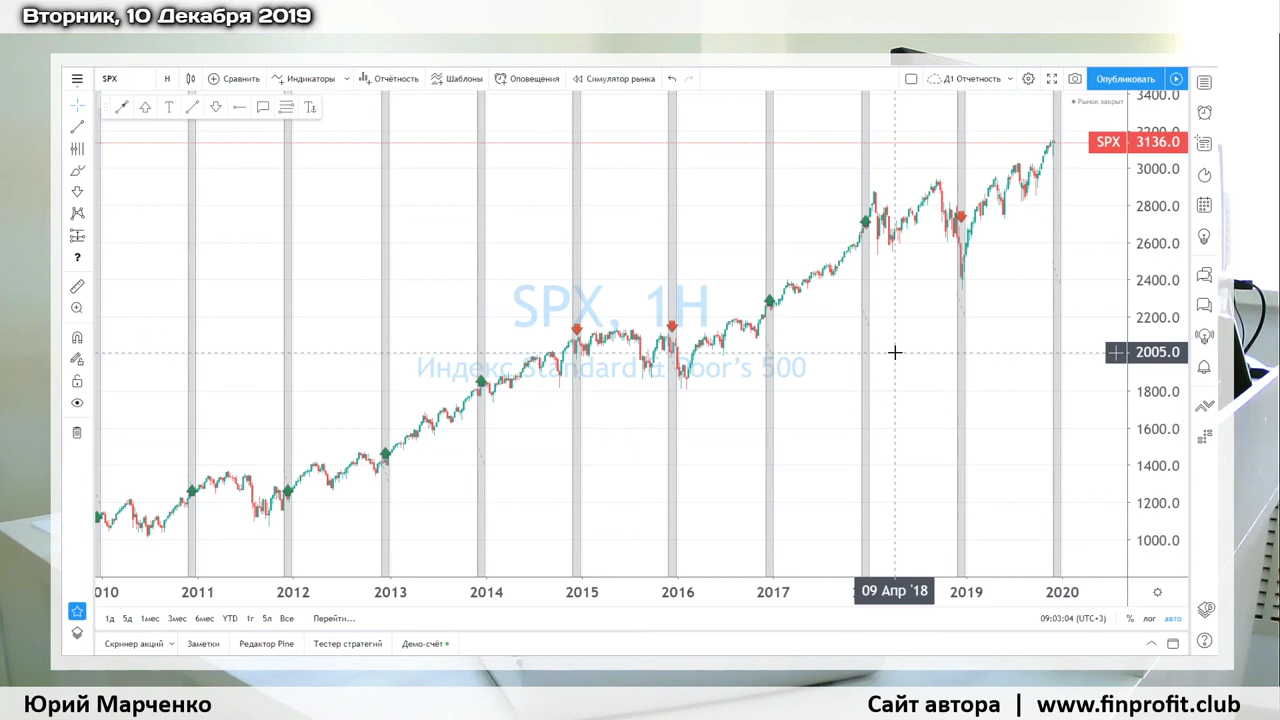 Вторник, 10 Декабря 2019
SPX Н Сравнить Индикаторы Отчётность Шаблоны Оповещения Симулятор рынка Д1 Отчетность Опубликовать
Рынок закрыт
3400.0
3200.0
SPX 3136.0
3000.0
2800.0
2600.0
2400.0
2200.0
2005.0
1800.0
1600.0
1400.0
1200.0
1000.0
SPX, 1Н
Индекс Standard & Poor's 500
010 2011 2012 2013 2014 2015 2016 2017 2 09 Апр '18 2019 2020
1д 5д 1мес 3мес 6мес YTD 1г 5л Все Перейти... 09:03:04 (UTC+3) % лог авто
Скринер акций Заметки Редактор Pine Тестер стратегий Демо-счёт
Юрий Марченко Сайт автора | www.finprofit.club